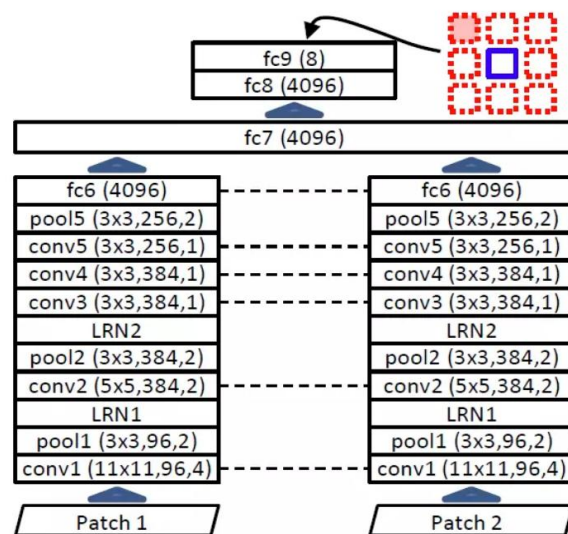 fc9 (8)
fc8 (4096)
fc7 (4096)
fc6 (4096)
pool5 (3x3,256,2)
conv5 (3x3,256,1)
conv4 (3x3,384,1)
conv3 (3x3,384,1)
LRN2
pool2 (3x3,384,2)
conv2 (5x5,384,2)
LRN1
pool1 (3x3,96,2)
conv1 (11x11,96,4)
Patch 1
fc6 (4096)
pool5 (3x3,256,2)
conv5 (3x3,256,1)
conv4 (3x3,384,1)
conv3 (3x3,384,1)
LRN2
pool2 (3x3,384,2)
conv2 (5x5,384,2)
LRN1
pool1 (3x3,96,2)
conv1 (11x11,96,4)
Patch 2